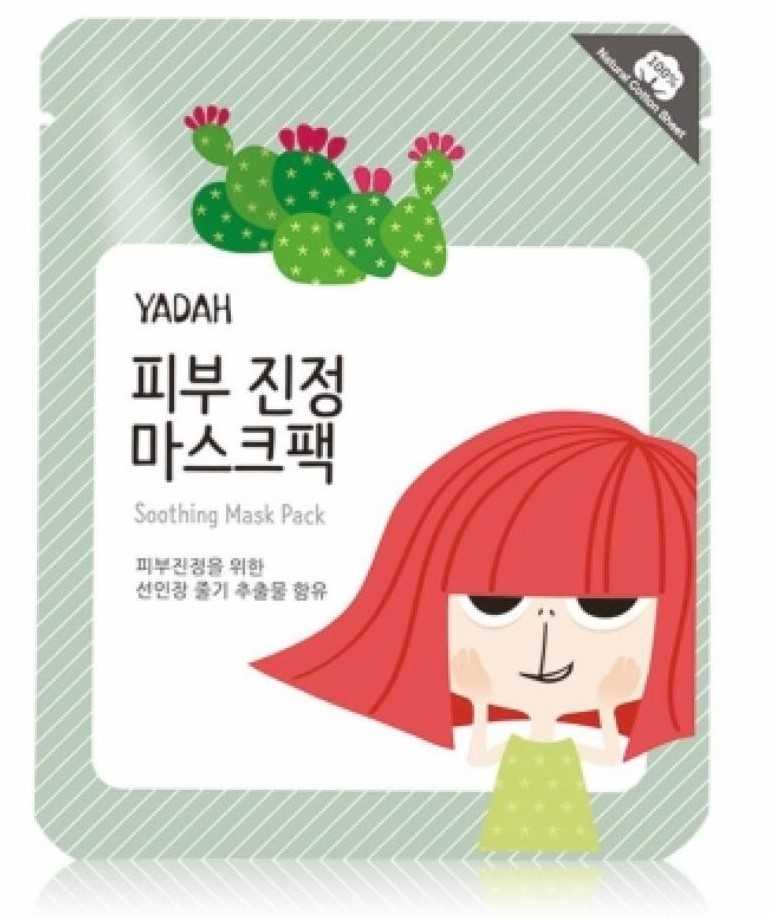 100%
Natural Cotton Sheet
YADAH
피부 진정
마스크팩
Soothing Mask Pack
피부진정을 위한
선인장 줄기 추출물 함유